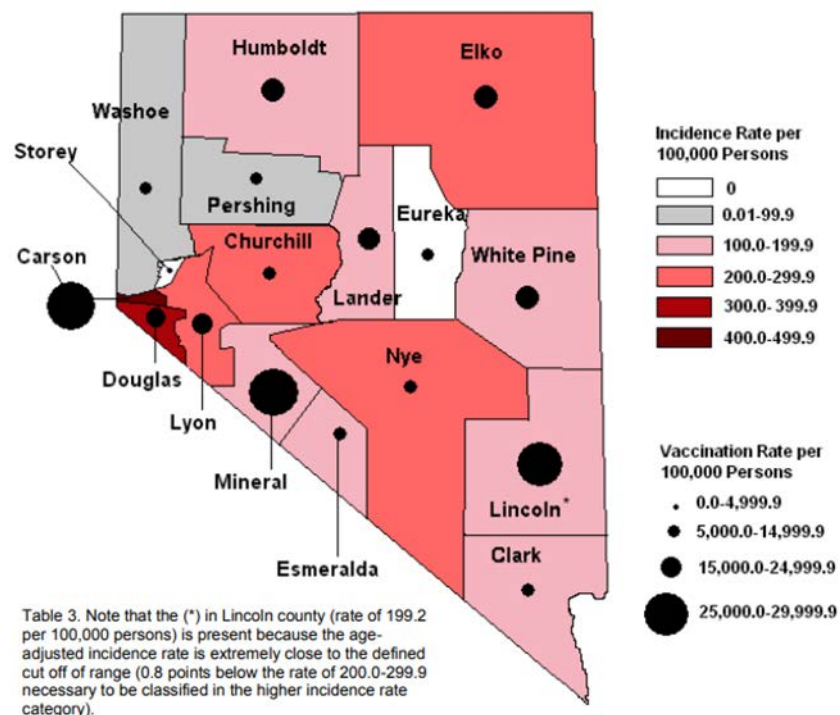 Humboldt
Elko
Washoe
Storey
Pershing
Eureka
Carson
Churchill
White Pine
Lander
Douglas
Nye
Lyon
Mineral
Lincoln*
Esmeralda
Clark
Incidence Rate per
100,000 Persons
0
0.01-99.9
100.0-199.9
200.0-299.9
300.0- 399.9
400.0-499.9
Vaccination Rate per
100,000 Persons
0.0-4,999.9
5,000.0-14,999.9
15,000.0-24,999.9
25,000.0-29,999.9
Table 3. Note that the (*) in Lincoln county (rate of 199.2
per 100,000 persons) is present because the age-
adjusted incidence rate is extremely close to the defined
cut off of range (0.8 points below the rate of 200.0-299.9
necessary to be classified in the higher incidence rate
category).